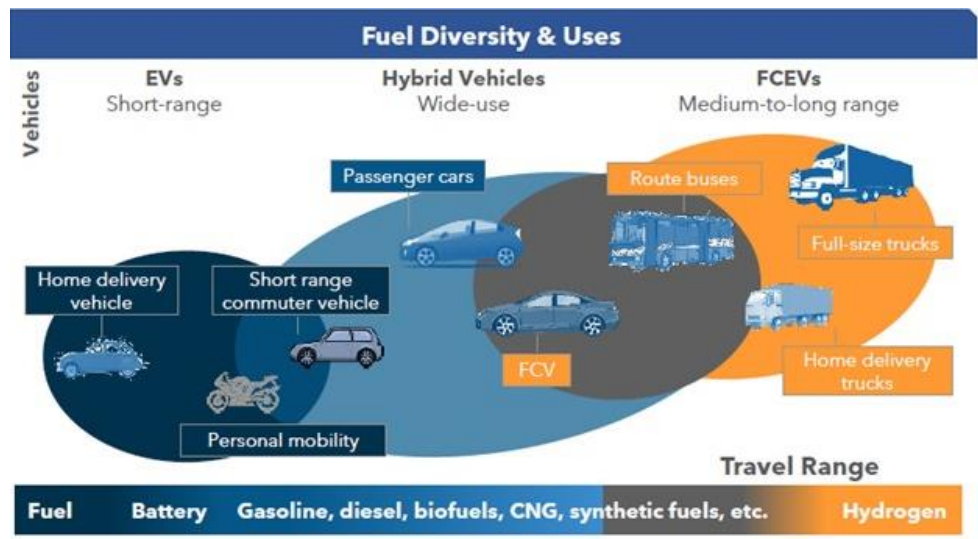 Fuel Diversity & Uses
Vehicles
EVs
Short-range
Hybrid Vehicles
Wide-use
FCEVs
Medium-to-long range
Passenger cars
Route buses
Full-size trucks
Home delivery
vehicle
Short range
commuter vehicle
FCV
Home delivery
trucks
Personal mobility
Travel Range
Fuel Battery Gasoline, diesel, biofuels, CNG, synthetic fuels, etc. Hydrogen